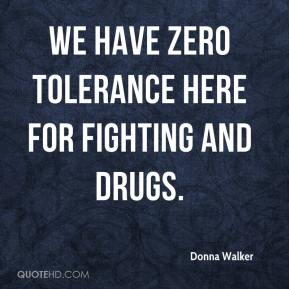 WE HAVE ZERO
TOLERANCE HERE
FOR FIGHTING AND
DRUGS.
Donna Walker
QUOTEHD.COM